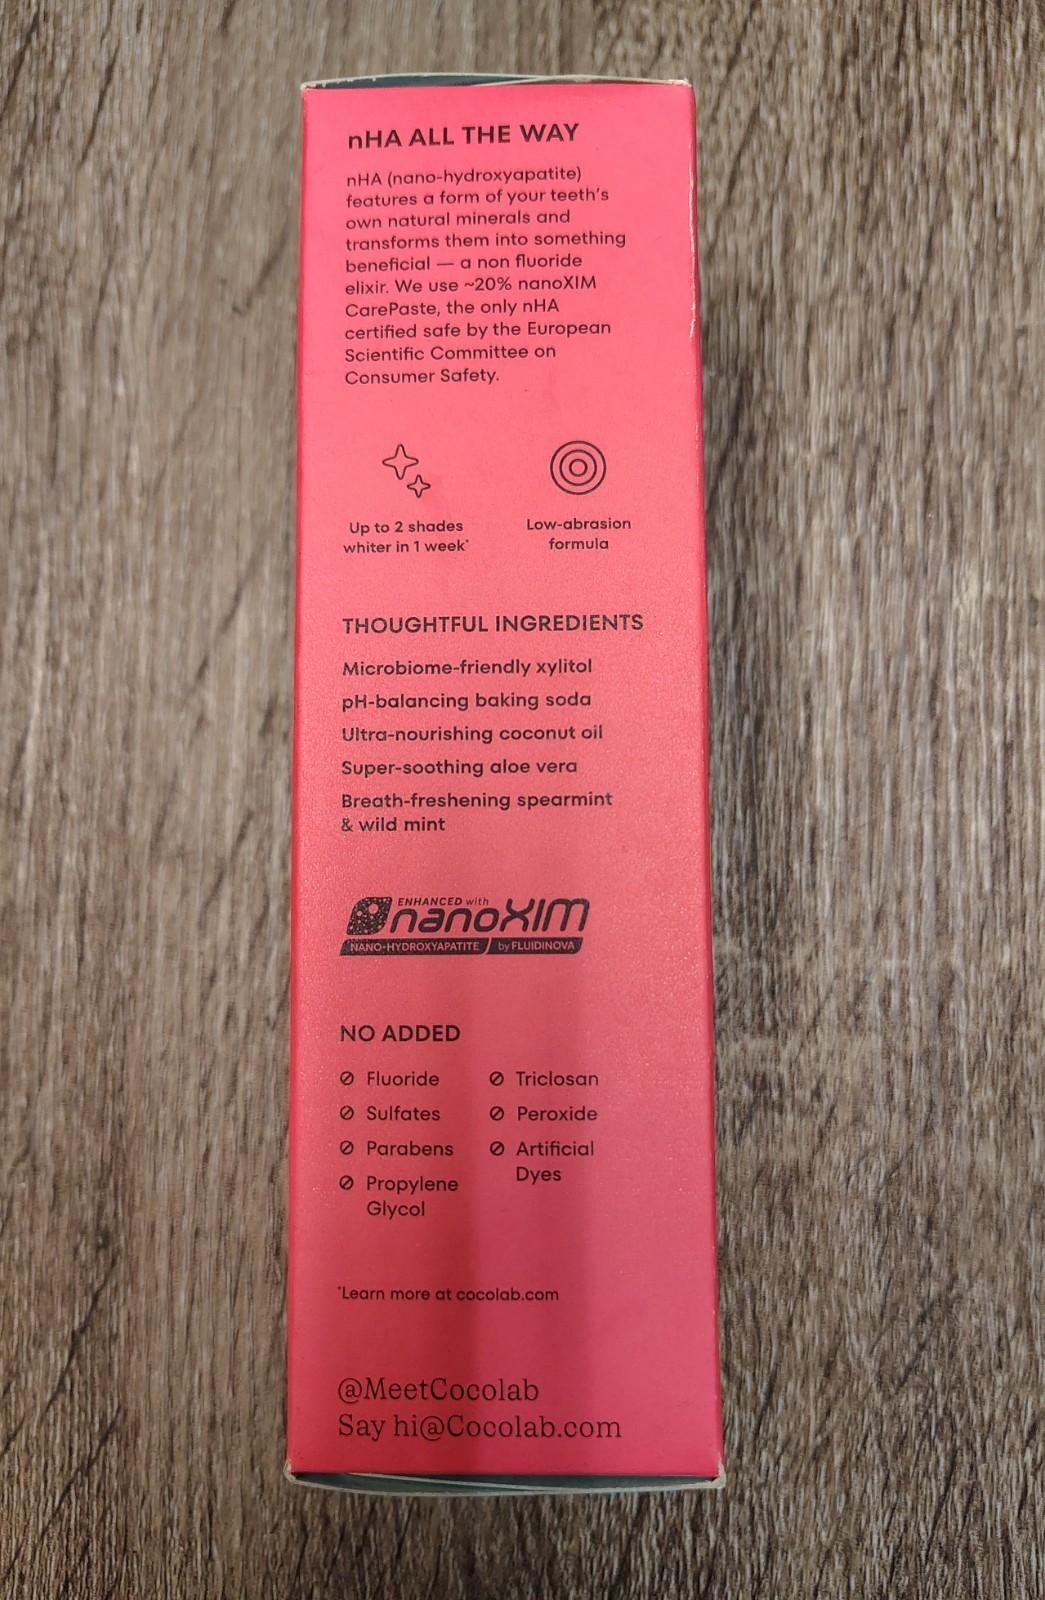 nHA ALL THE WAY
nHA (nano-hydroxyapatite)
features a form of your teeth's
own natural minerals and
transforms them into something
beneficial — a non fluoride
elixir. We use ~20% nanoXIM
CarePaste, the only nHA
certified safe by the European
Scientific Committee on
Consumer Safety.
Up to 2 shades
whiter in 1 week*
Low-abrasion
formula
THOUGHTFUL INGREDIENTS
Microbiome-friendly xylitol
pH-balancing baking soda
Ultra-nourishing coconut oil
Super-soothing aloe vera
Breath-freshening spearmint
& wild mint
ENHANCED with
nanoXIM
NANO-HYDROXYAPATITE by FLUIDINOVA
NO ADDED
Fluoride
Sulfates
Parabens
Propylene
Glycol
Triclosan
Peroxide
Artificial
Dyes
*Learn more at cocolab.com
@MeetCocolab
Say hi@Cocolab.com